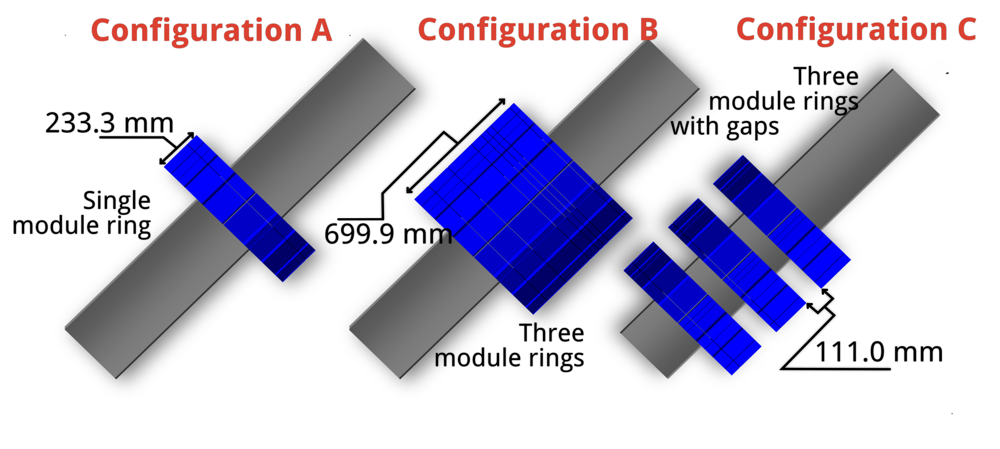 Configuration A
233.3 mm
Single
module ring
Configuration B
699.9 mm
Three
module rings
Configuration C
Three
module rings
with gaps
111.0 mm